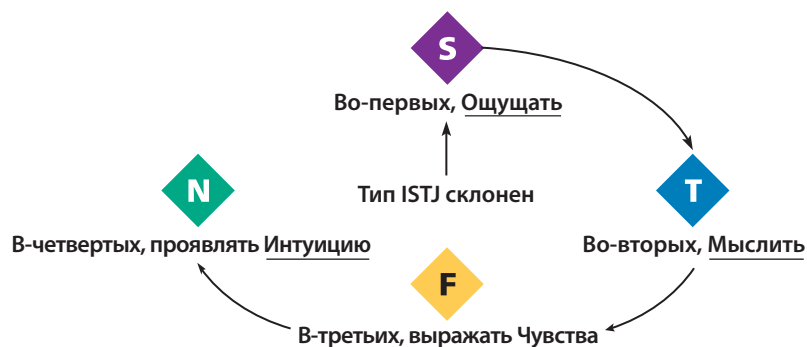 S
Во-первых, Ощущать
N
Тип ISTJ склонен
T
В-четвертых, проявлять Интуицию
Во-вторых, Мыслить
F
В-третьих, выражать Чувства